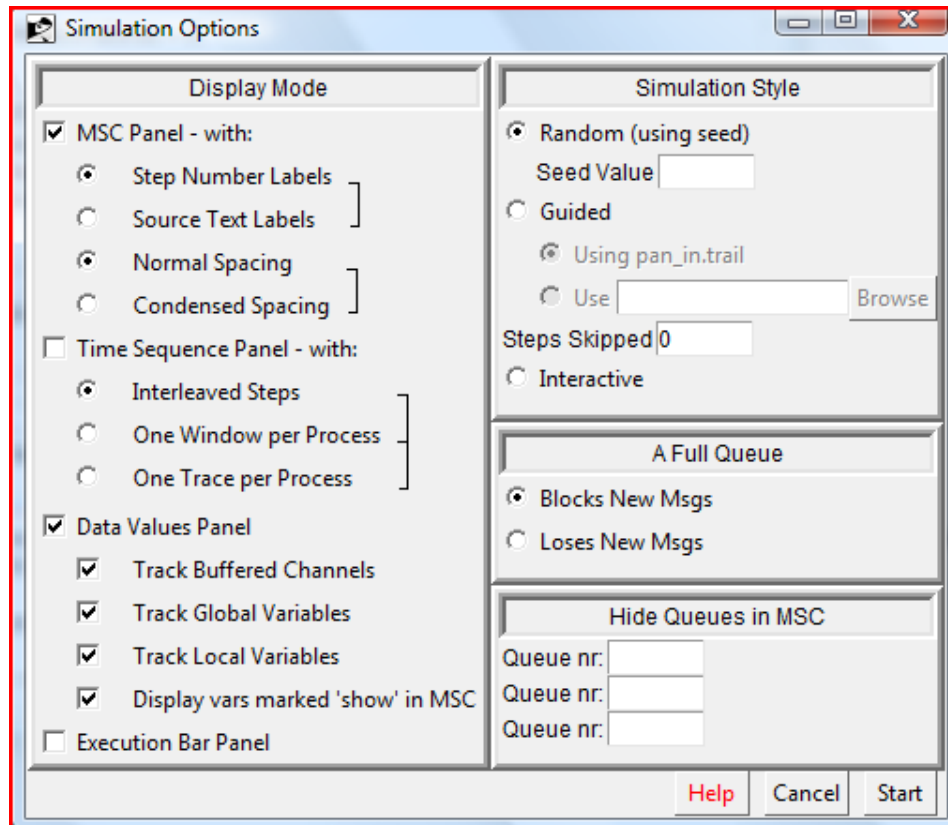 Simulation Options
Display Mode
MSC Panel - with:
Step Number Labels
Source Text Labels
Normal Spacing
Condensed Spacing
Time Sequence Panel - with:
Interleaved Steps
One Window per Process
One Trace per Process
Data Values Panel
Track Buffered Channels
Track Global Variables
Track Local Variables
Display vars marked 'show' in MSC
Execution Bar Panel
Simulation Style
Random (using seed)
Seed Value
Guided
Using pan_in.trail
Use Browse
Steps Skipped 0
Interactive
A Full Queue
Blocks New Msgs
Loses New Msgs
Hide Queues in MSC
Queue nr:
Queue nr:
Queue nr:
Help Cancel Start